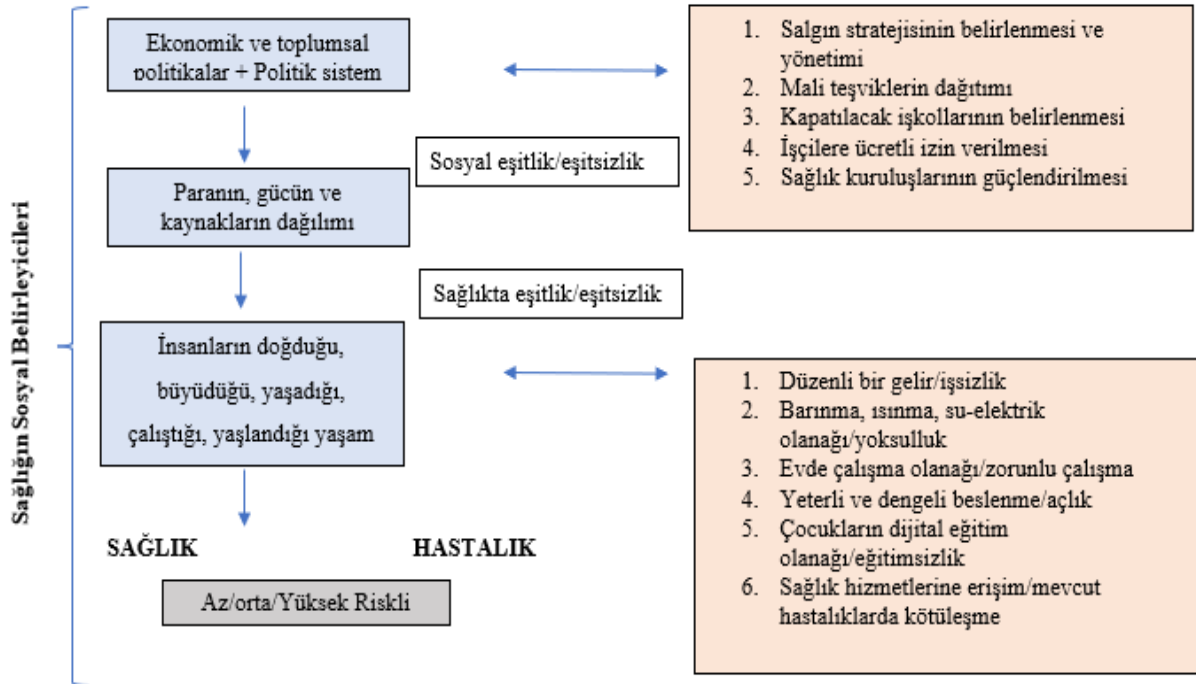 Sağlığın Sosyal Belirleyicileri
Ekonomik ve toplumsal
politikalar + Politik sistem
Paranın, gücün ve
kaynakların dağılımı
İnsanların doğduğu,
büyüdüğü, yaşadığı,
çalıştığı, yaşlandığı yaşam
SAĞLIK
HASTALIK
Az/orta/Yüksek Riskli
Sosyal eşitlik/eşitsizlik
Sağlıkta eşitlik/eşitsizlik
1. Salgın stratejisinin belirlenmesi ve
yönetimi
2. Mali teşviklerin dağıtımı
3. Kapatılacak işkollarının belirlenmesi
4. İşçilere ücretli izin verilmesi
5. Sağlık kuruluşlarının güçlendirilmesi
1. Düzenli bir gelir/işsizlik
2. Barınma, ısınma, su-elektrik
olanağı/yoksulluk
3. Evde çalışma olanağı/zorunlu çalışma
4. Yeterli ve dengeli beslenme/açlık
5. Çocukların dijital eğitim
olanağı/eğitimsizlik
6. Sağlık hizmetlerine erişim/mevcut
hastalıklarda kötüleşme